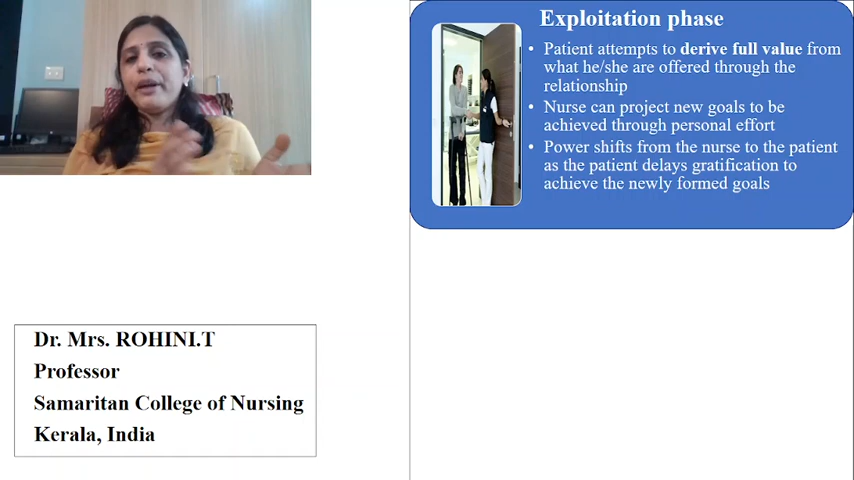 Exploitation phase
• Patient attempts to derive full value from
what he/she are offered through the
relationship
• Nurse can project new goals to be
achieved through personal effort
• Power shifts from the nurse to the patient
as the patient delays gratification to
achieve the newly formed goals
Dr. Mrs. ROHINI.T
Professor
Samaritan College of Nursing
Kerala, India